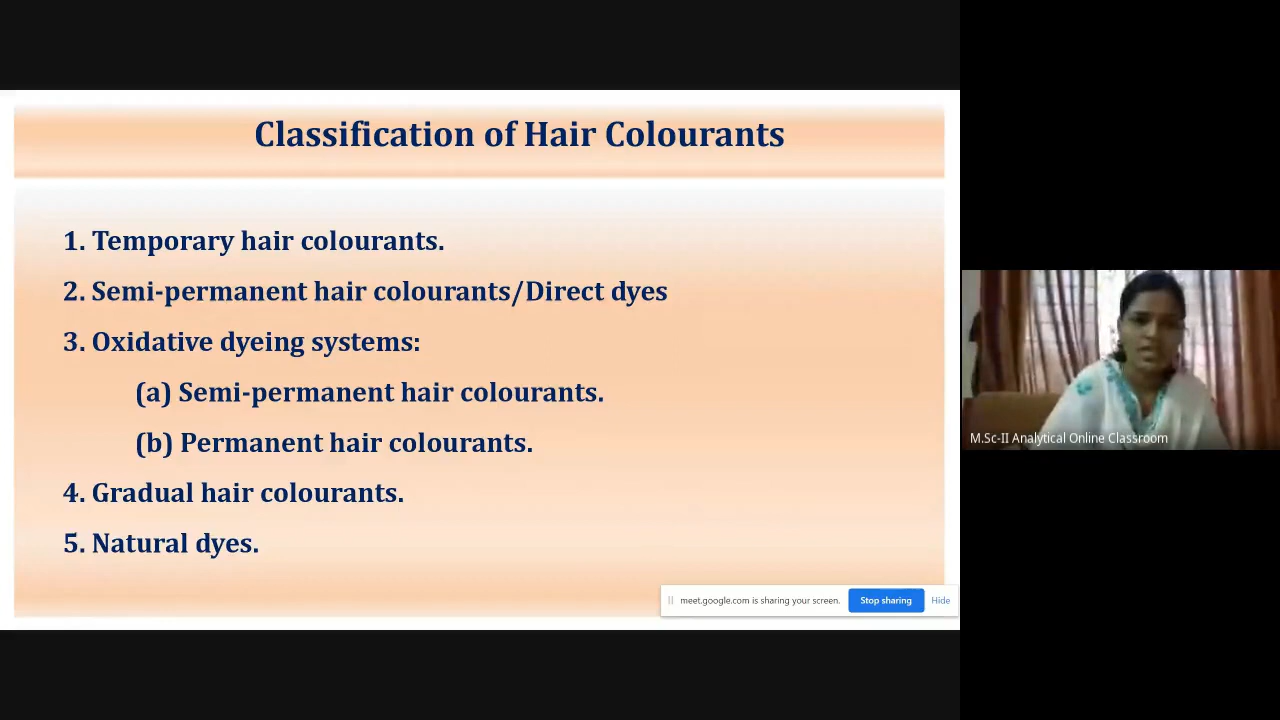 Classification of Hair Colourants
1. Temporary hair colourants.
2. Semi-permanent hair colourants/Direct dyes
3. Oxidative dyeing systems:
(a) Semi-permanent hair colourants.
(b) Permanent hair colourants.
4. Gradual hair colourants.
5. Natural dyes.
meet.google.com is sharing your screen. Stop sharing Hide
M.Sc-II Analytical Online Classroom